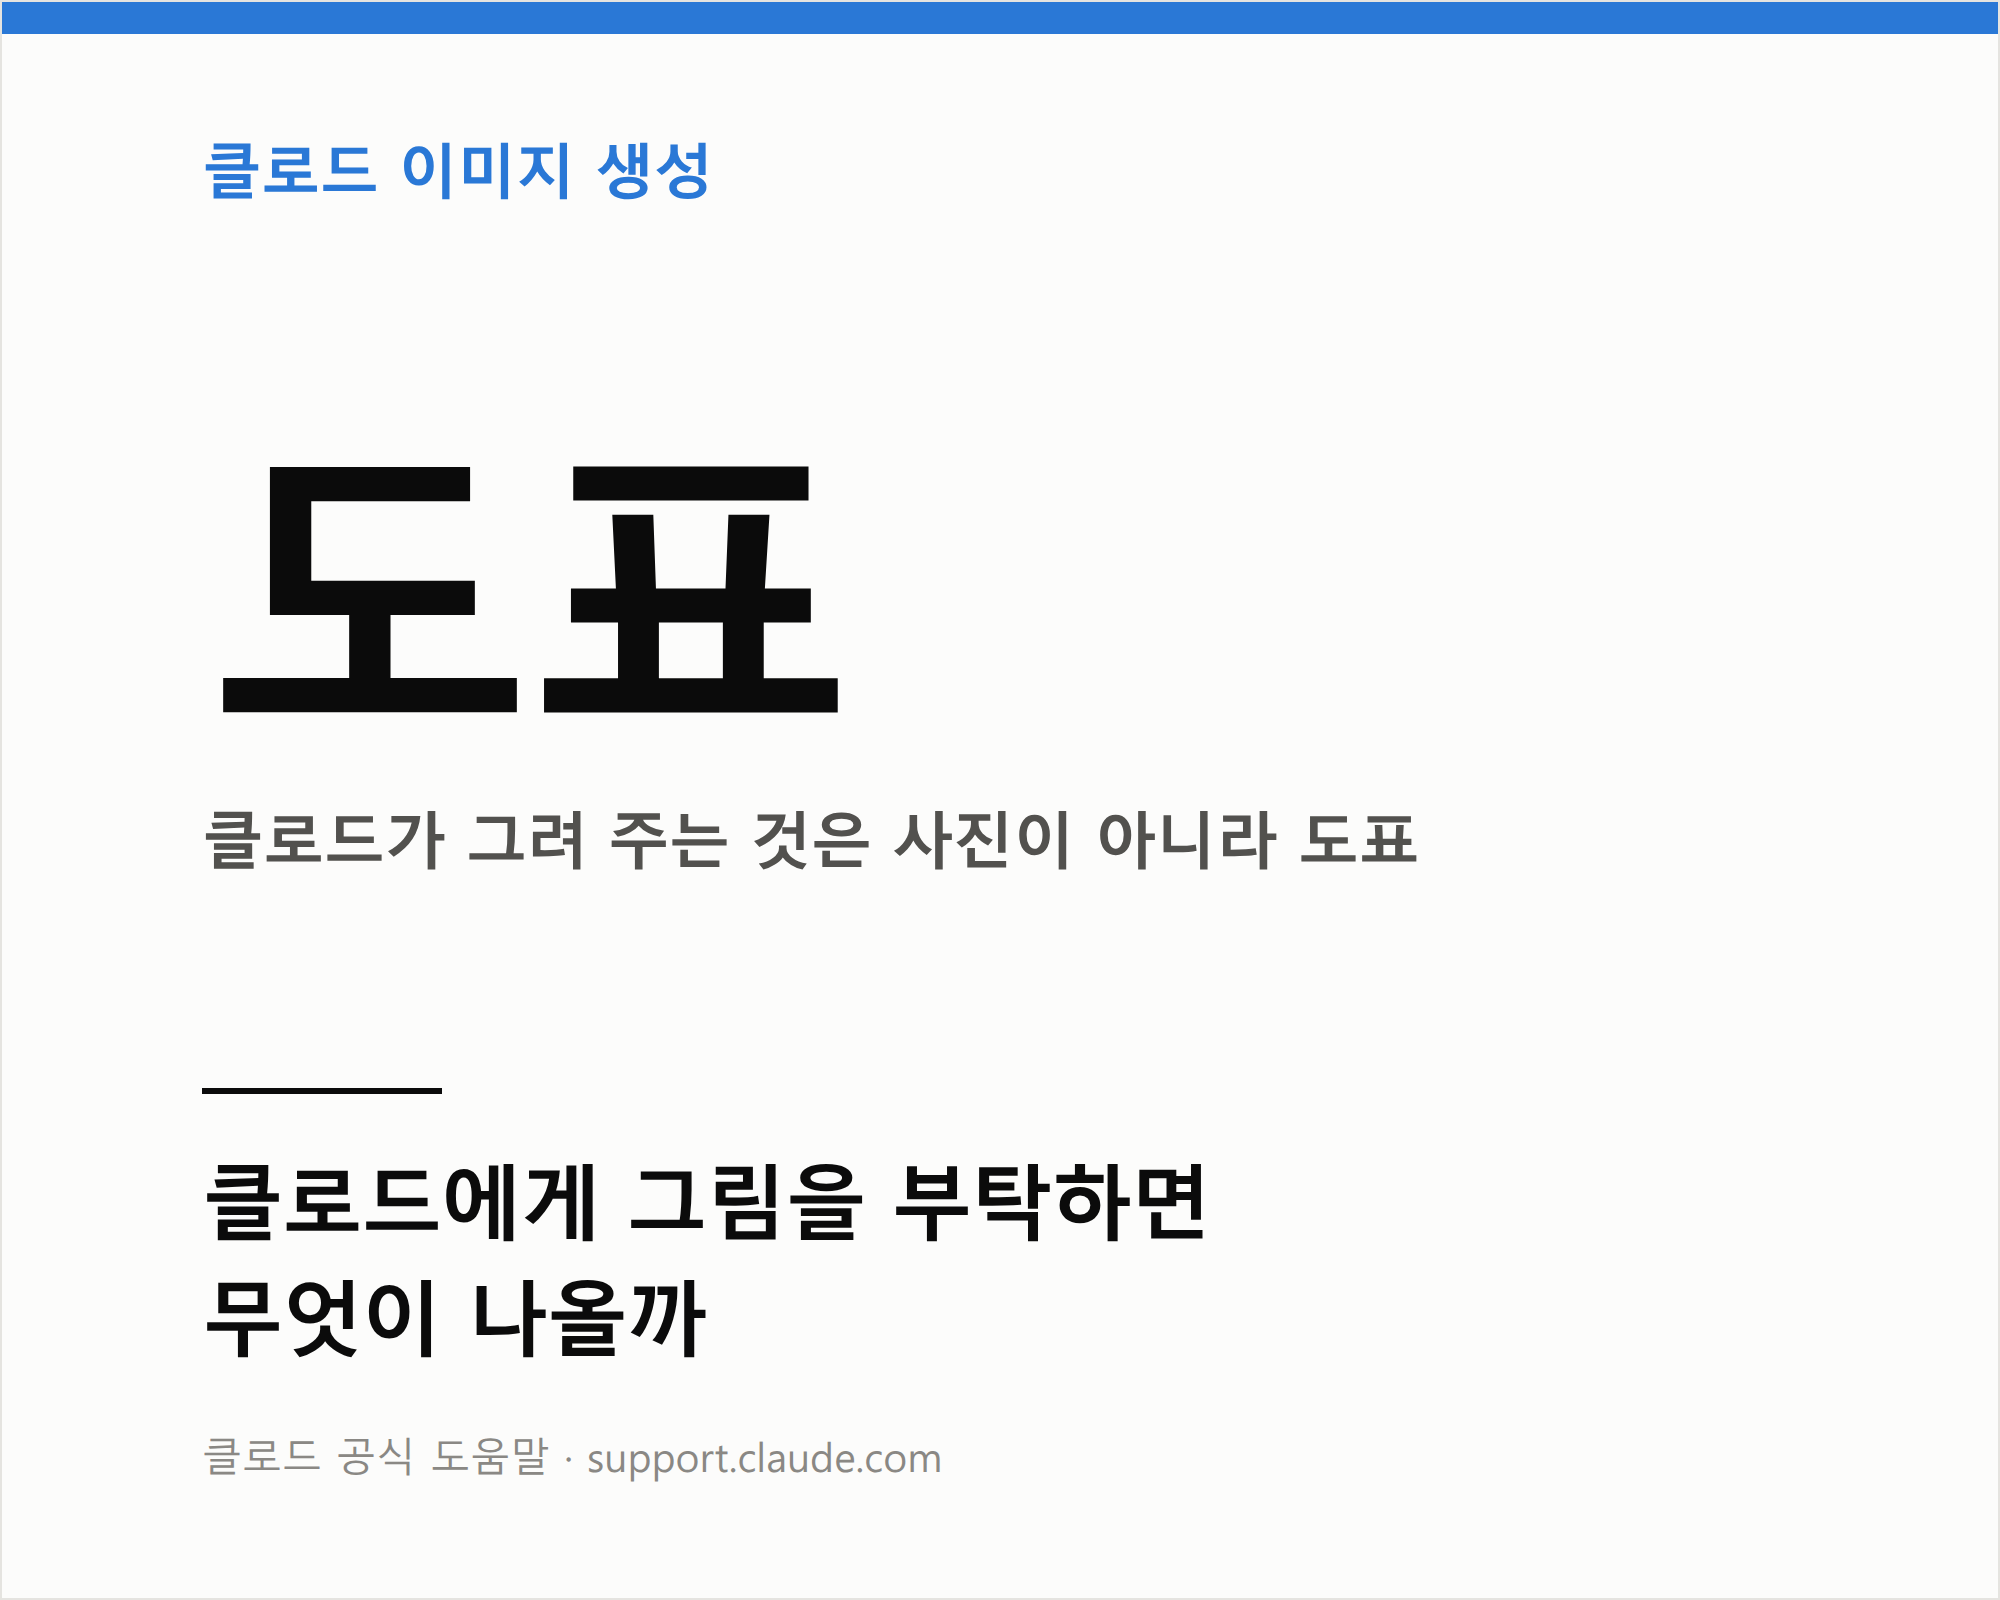 클로드 이미지 생성
도표
클로드가 그려 주는 것은 사진이 아니라 도표
클로드에게 그림을 부탁하면
무엇이 나올까
클로드 공식 도움말 · support.claude.com